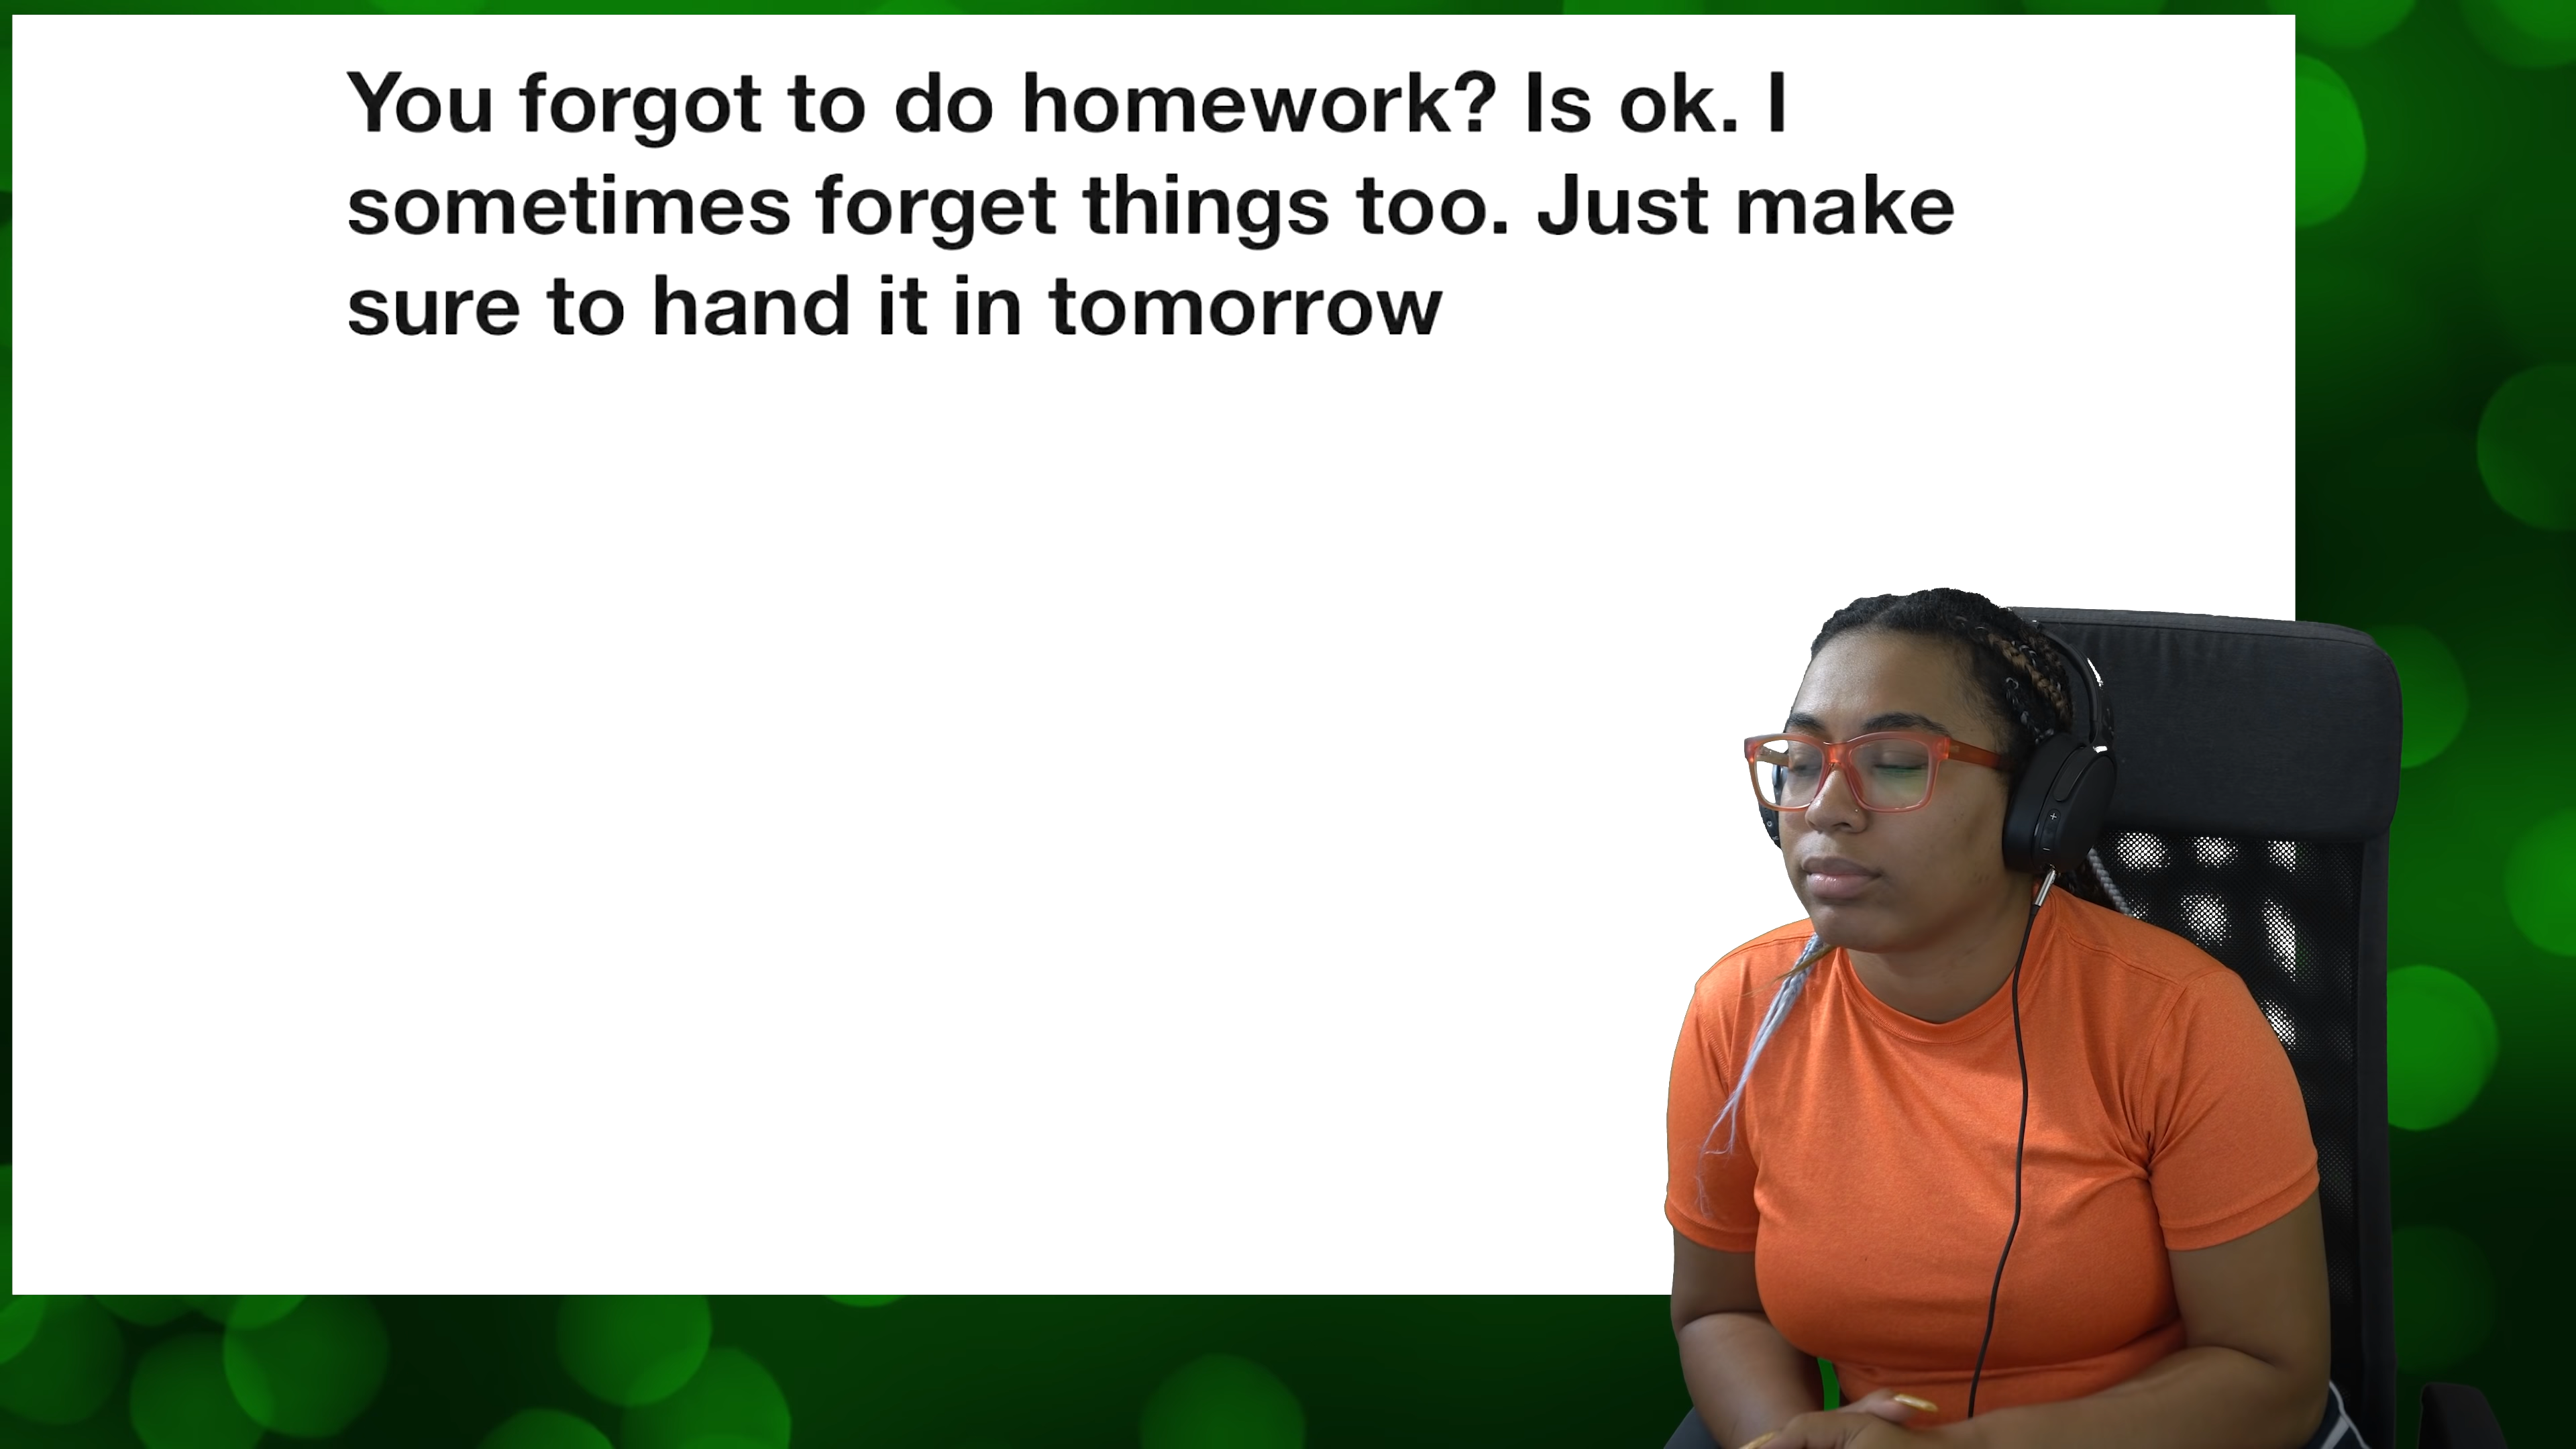 You forgot to do homework? Is ok. I
sometimes forget things too. Just make
sure to hand it in tomorrow